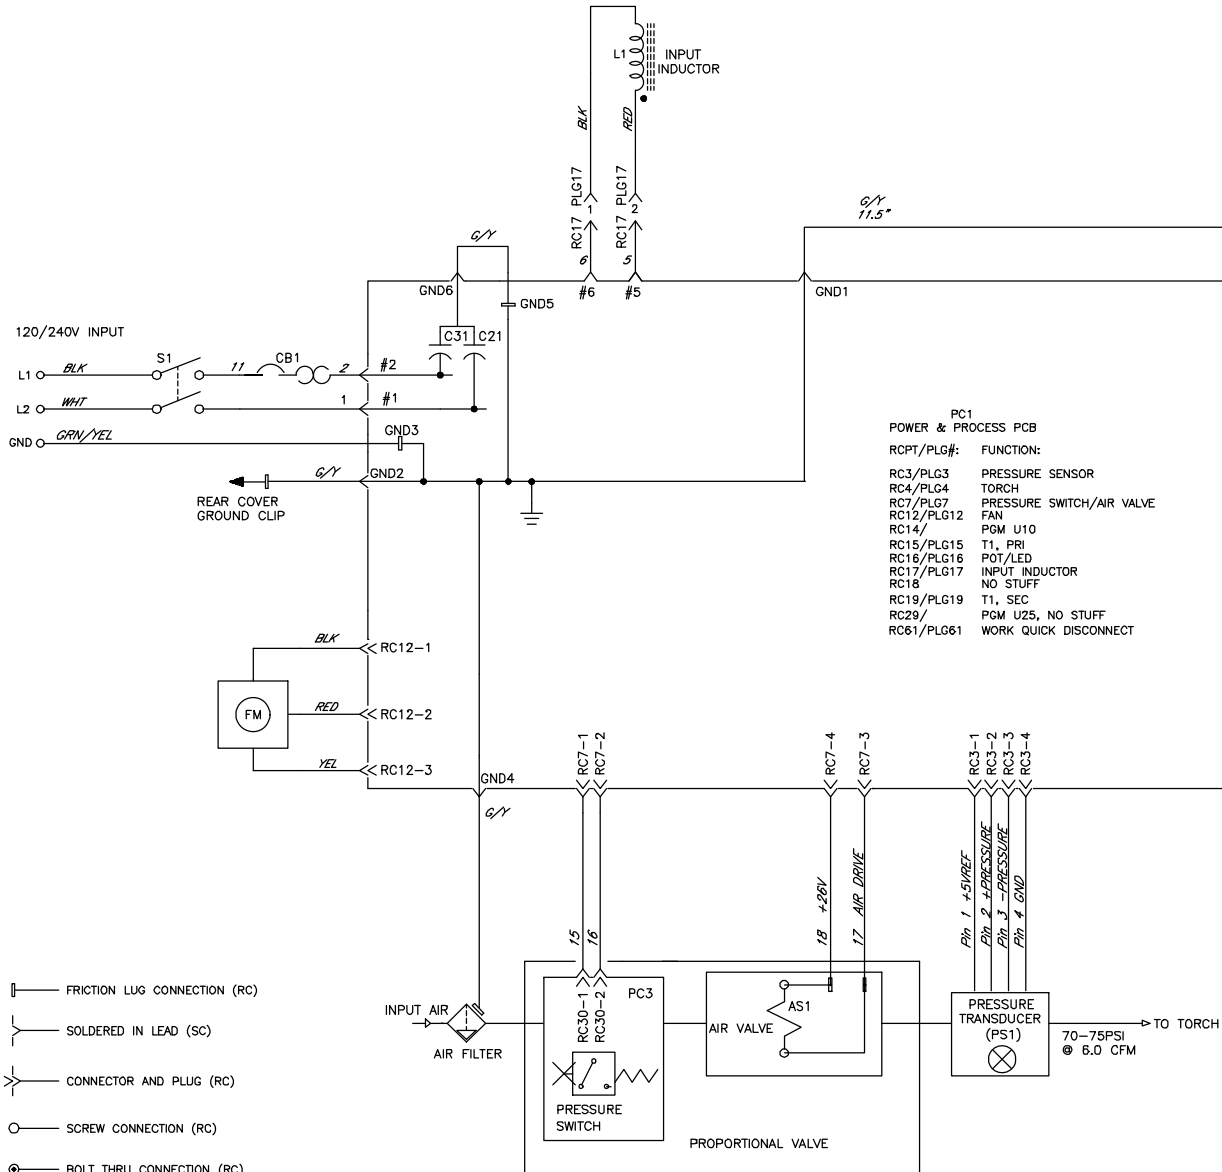 L1
INPUT
INDUCTOR
BLK
RED
PLG17
PLG17
1
2
RC17
RC17
6
5
#6
#5
G/Y
11.5"
G/Y
GND6
GND5
GND1
120/240V INPUT
C31
C21
S1
CB1
L1
BLK
11
2
#2
L2
WHT
1
#1
GND
GRN/YEL
GND3
G/Y
GND2
REAR COVER
GROUND CLIP
PC1
POWER & PROCESS PCB
RCPT/PLG#: FUNCTION:
RC3/PLG3 PRESSURE SENSOR
RC4/PLG4 TORCH
RC7/PLG7 PRESSURE SWITCH/AIR VALVE
RC12/PLG12 FAN
RC14/ PGM U10
RC15/PLG15 T1, PRI
RC16/PLG16 POT/LED
RC17/PLG17 INPUT INDUCTOR
RC18 NO STUFF
RC19/PLG19 T1, SEC
RC29/ PGM U25, NO STUFF
RC61/PLG61 WORK QUICK DISCONNECT
BLK
RC12-1
FM
RED
RC12-2
YEL
RC12-3
GND4
G/Y
RC7-1
RC7-2
RC7-4
RC7-3
RC3-1
RC3-2
RC3-3
RC3-4
15
16
18 +26V
17 AIR DRIVE
Pin 1 +5VREF
Pin 2 +PRESSURE
Pin 3 -PRESSURE
Pin 4 GND
INPUT AIR
AIR FILTER
RC30-1
RC30-2
PC3
PRESSURE
SWITCH
AS1
AIR VALVE
PROPORTIONAL VALVE
PRESSURE
TRANSDUCER
(PS1)
TO TORCH
70-75PSI
@ 6.0 CFM
FRICTION LUG CONNECTION (RC)
SOLDERED IN LEAD (SC)
CONNECTOR AND PLUG (RC)
SCREW CONNECTION (RC)
BOLT THRU CONNECTION (RC)